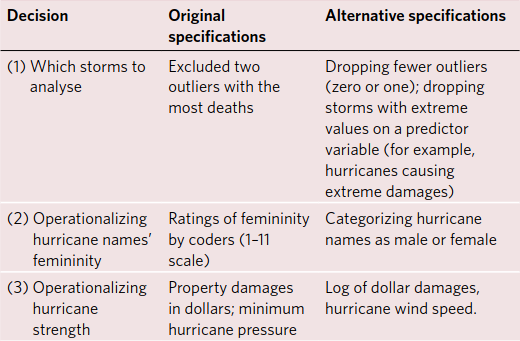 Decision Original specifications Alternative specifications
(1) Which storms to analyse
Excluded two outliers with the most deaths
Dropping fewer outliers (zero or one); dropping storms with extreme values on a predictor variable (for example, hurricanes causing extreme damages)
(2) Operationalizing hurricane names’ femininity
Ratings of femininity by coders (1–11 scale)
Categorizing hurricane names as male or female
(3) Operationalizing hurricane strength
Property damages in dollars; minimum hurricane pressure
Log of dollar damages, hurricane wind speed.